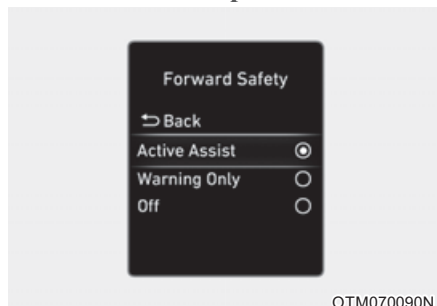 Forward Safety
Back
Active Assist
Warning Only
Off
OTM070090N